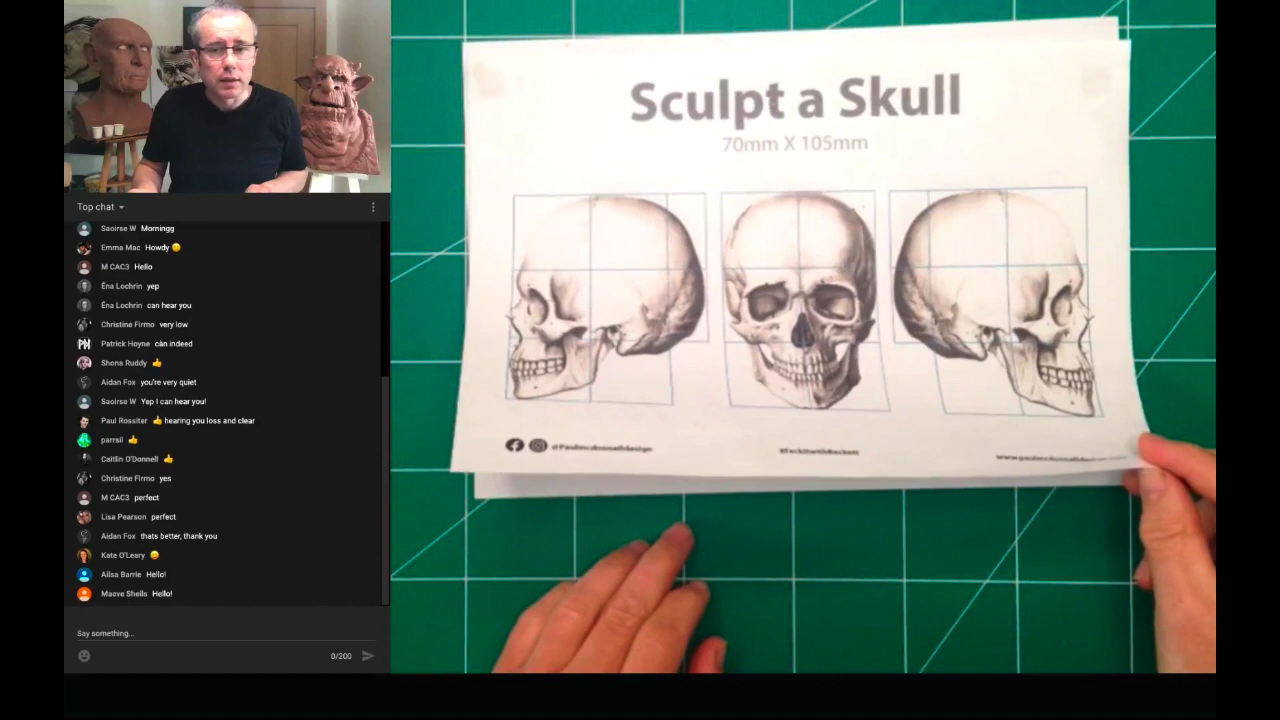 Top chat
Saoirse W Morningg
Emma Mac Howdy
M CAC3 Hello
Éna Lochrin yep
Éna Lochrin can hear you
Christine Firmo very low
Patrick Hoyne càn indeed
Shona Ruddy
Aidan Fox you're very quiet
Saoirse W Yep I can hear you!
Paul Rossiter hearing you loss and clear
parrsil
Caitlin O'Donnell
Christine Firmo yes
M CAC3 perfect
Lisa Pearson perfect
Aidan Fox thats better, thank you
Kate O'Leary
Ailsa Barrie Hello!
Maeve Sheils Hello!
Say something...
0/200
Sculpt a Skull
70mm X 105mm
@Paulmcdonnelldesign